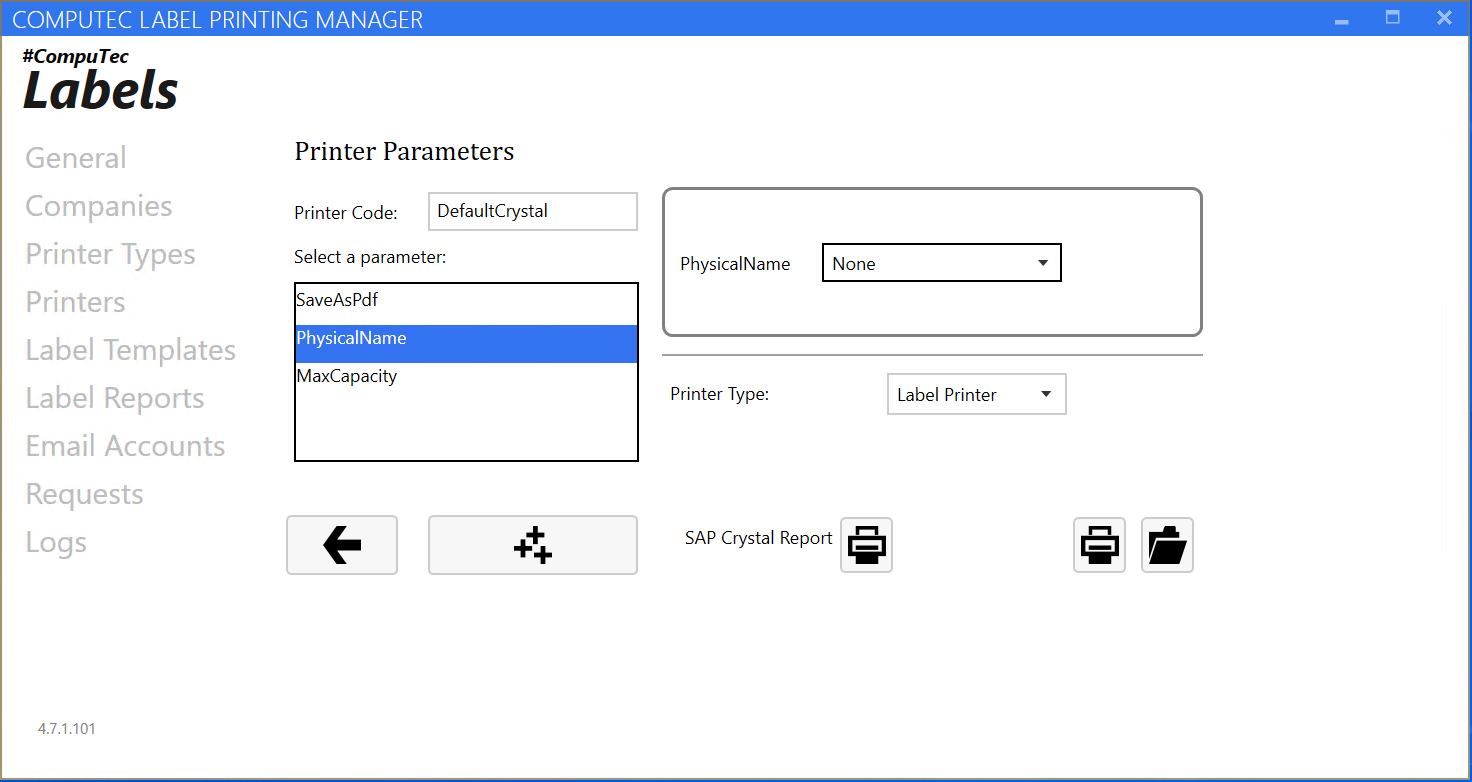 COMPUTEC LABEL PRINTING MANAGER
#CompuTec
Labels
General
Companies
Printer Types
Printers
Label Templates
Label Reports
Email Accounts
Requests
Logs
4.7.1.101
Printer Parameters
Printer Code:
DefaultCrystal
Select a parameter:
SaveAsPdf
PhysicalName
MaxCapacity
PhysicalName
None
Printer Type:
Label Printer
SAP Crystal Report